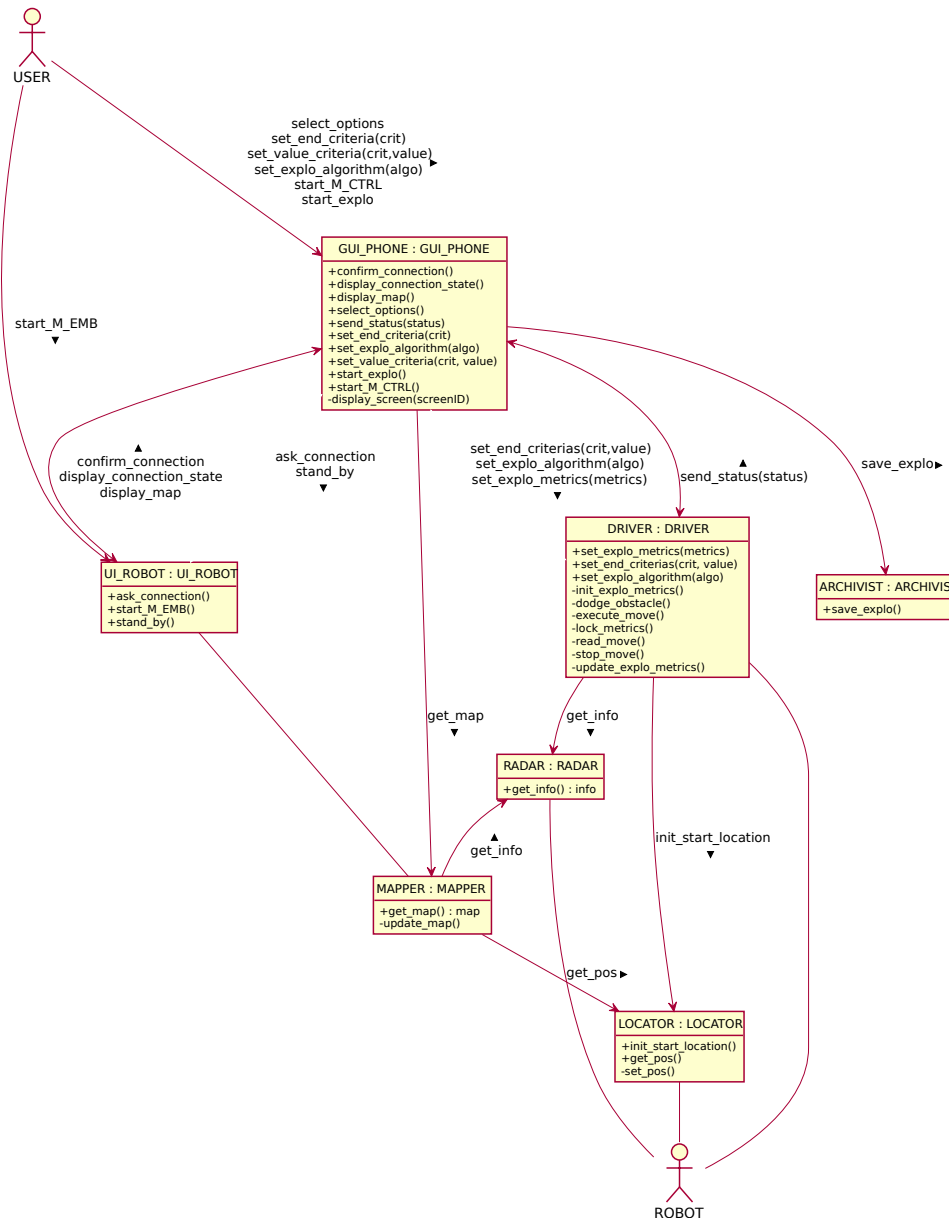 USER
select_options
set_end_criteria(crit)
set_value_criteria(crit,value)
set_explo_algorithm(algo)
start_M_CTRL
start_explo
GUI_PHONE : GUI_PHONE
+confirm_connection()
+display_connection_state()
+display_map()
+select_options()
+send_status(status)
+set_end_criteria(crit)
+set_explo_algorithm(algo)
+set_value_criteria(crit, value)
+start_explo()
+start_M_CTRL()
-display_screen(screenID)
start_M_EMB
confirm_connection
display_connection_state
display_map
ask_connection
stand_by
set_end_criterias(crit,value)
set_explo_algorithm(algo)
set_explo_metrics(metrics)
send_status(status)
save_explo
UI_ROBOT : UI_ROBOT
+ask_connection()
+start_M_EMB()
+stand_by()
DRIVER : DRIVER
+set_explo_metrics(metrics)
+set_end_criterias(crit, value)
+set_explo_algorithm(algo)
-init_explo_metrics()
-dodge_obstacle()
-execute_move()
-lock_metrics()
-read_move()
-stop_move()
-update_explo_metrics()
ARCHIVIST : ARCHIVIS
+save_explo()
get_map
get_info
RADAR : RADAR
+get_info() : info
get_info
init_start_location
MAPPER : MAPPER
+get_map() : map
-update_map()
get_pos
LOCATOR : LOCATOR
+init_start_location()
+get_pos()
-set_pos()
ROBOT